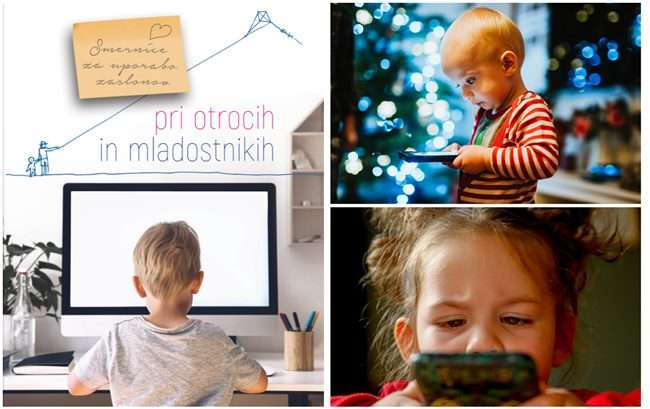 Smernice
za uporabo
zaslonov
pri otrocih
in mladostnikih